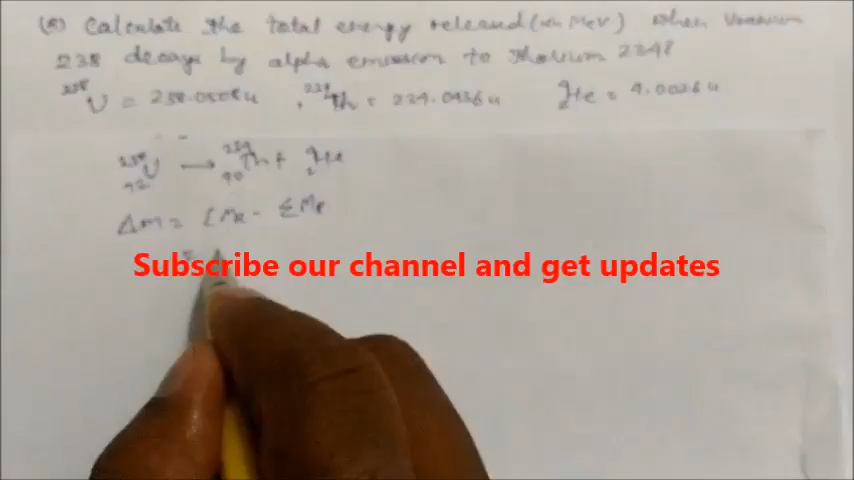 (8) Calculate the total energy released (in MeV) when Uranium
238 decays by alpha emission to Thorium 234?
²³⁸U = 238.0508u , ²³⁴Th = 234.0436u ⁴₂He = 4.0026u
²³⁸₉₂U → ²³⁴₉₀Th + ⁴₂He
Δm = ΣMR - ΣMP
=
Subscribe our channel and get updates